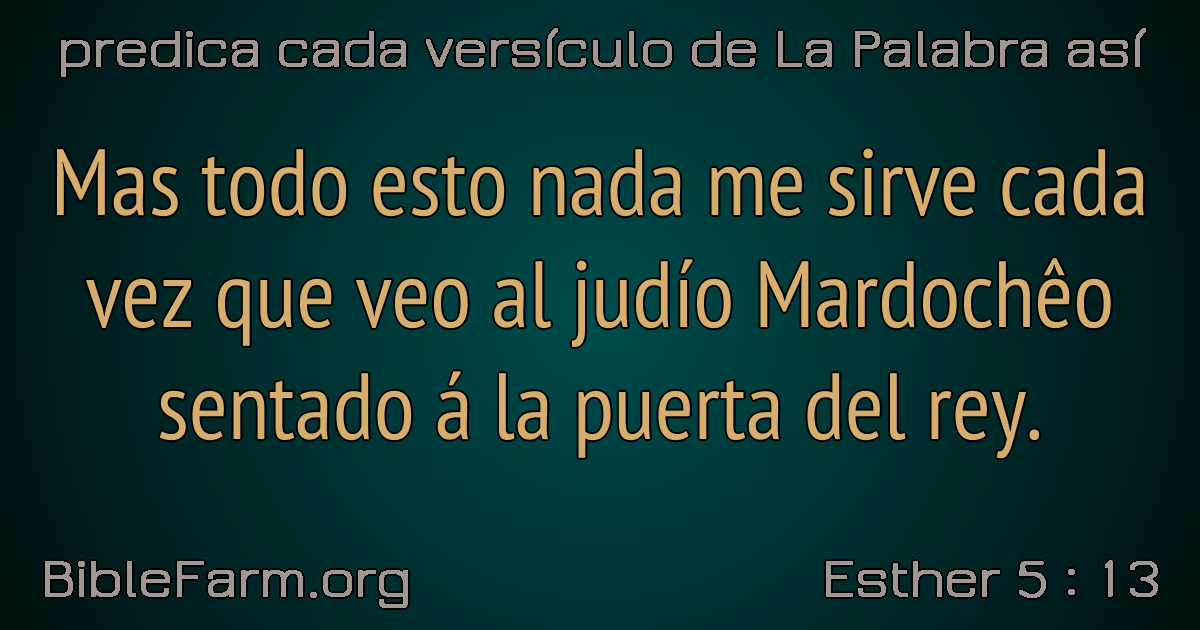 predica cada versículo de La Palabra así
Mas todo esto nada me sirve cada
vez que veo al judío Mardochêo
sentado á la puerta del rey.
BibleFarm.org
Esther 5 : 13